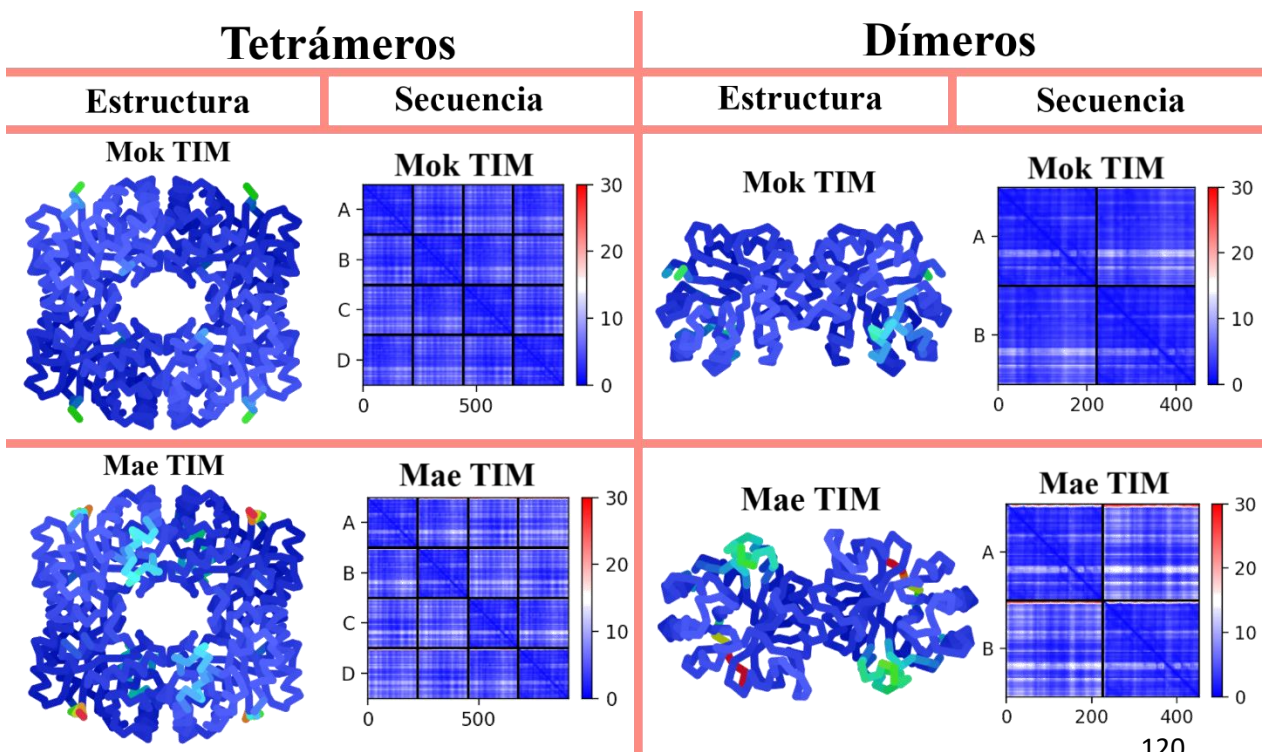 Tetrámeros
Dímeros
Estructura
Secuencia
Estructura
Secuencia
Mok TIM
Mok TIM
A
B
C
D
0
500
30
20
10
0
Mok TIM
Mok TIM
A
B
0
200
400
30
20
10
0
Mae TIM
Mae TIM
A
B
C
D
0
500
30
20
10
0
Mae TIM
Mae TIM
A
B
0
200
400
30
20
10
0
120